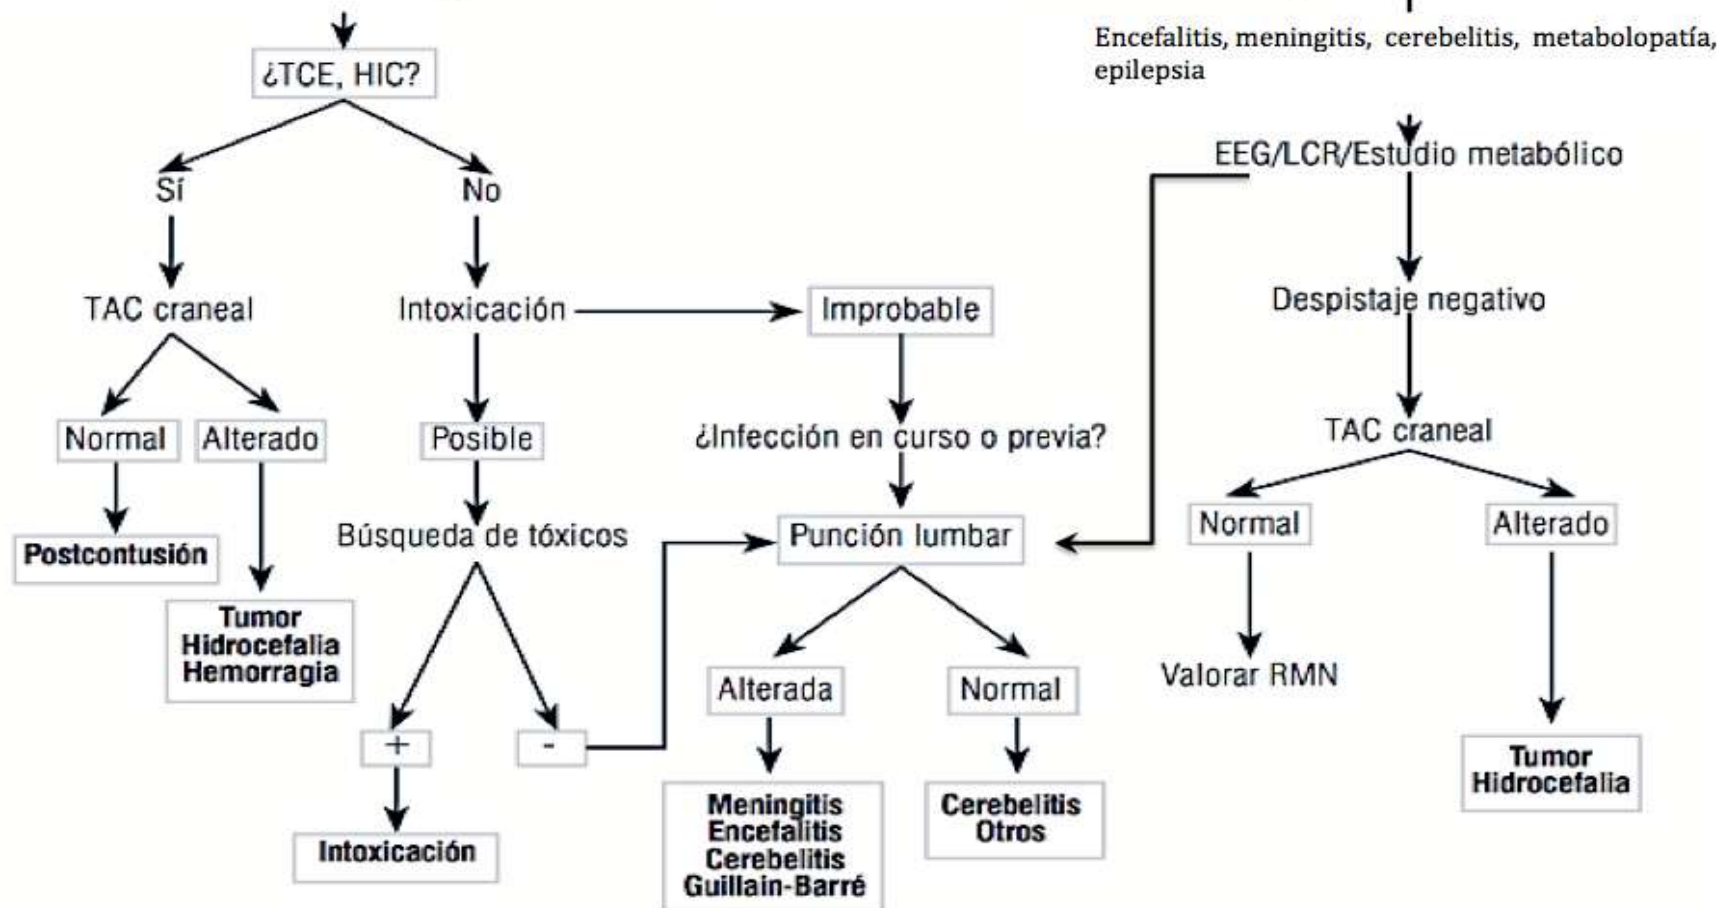 Encefalitis, meningitis, cerebelitis, metabolopatía,
epilepsia
¿TCE, HIC?
EEG/LCR/Estudio metabólico
Sí
No
TAC craneal
Intoxicación
Improbable
Despistaje negativo
Normal
Alterado
Posible
¿Infección en curso o previa?
TAC craneal
Postcontusión
Búsqueda de tóxicos
Punción lumbar
Normal
Alterado
Tumor
Hidrocefalia
Hemorragia
Alterada
Normal
Valorar RMN
+
-
Meningitis
Encefalitis
Cerebelitis
Guillain-Barré
Cerebelitis
Otros
Tumor
Hidrocefalia
Intoxicación